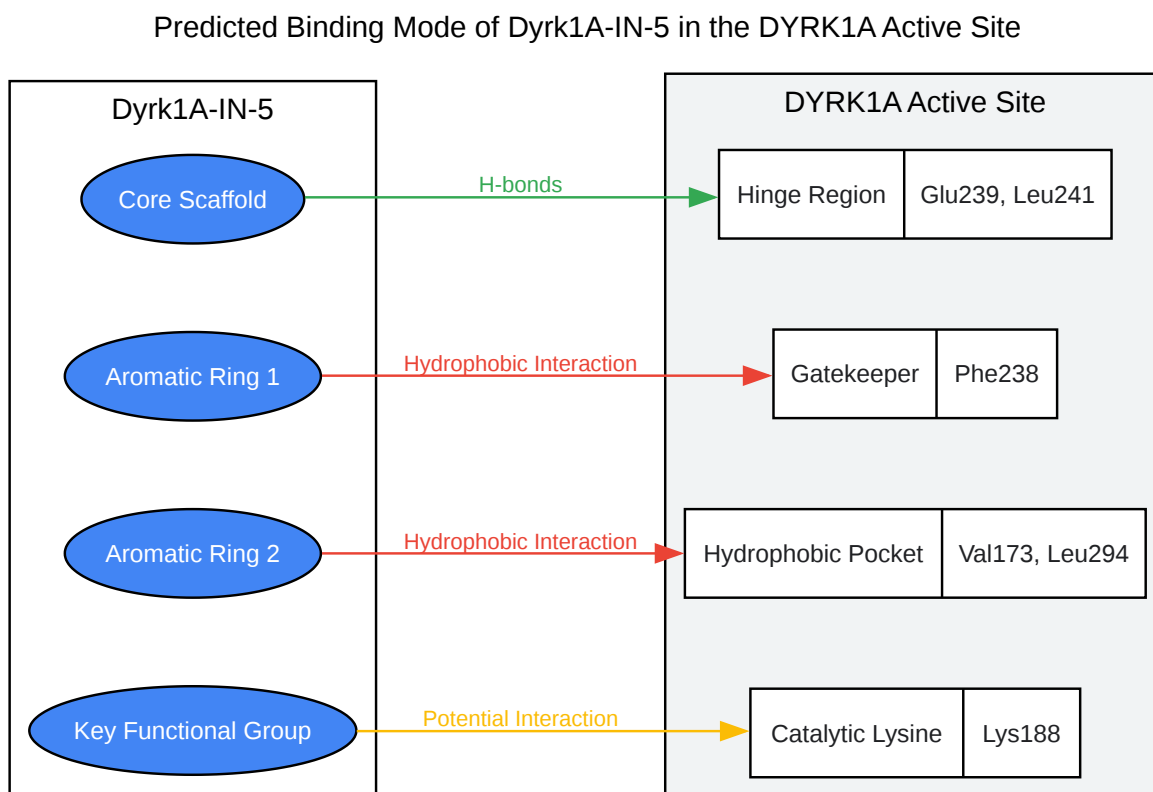 Predicted Binding Mode of Dyrk1A-IN-5 in the DYRK1A Active Site
Dyrk1A-IN-5
DYRK1A Active Site
Core Scaffold
H-bonds
Hinge Region
Glu239, Leu241
Aromatic Ring 1
Hydrophobic Interaction
Gatekeeper
Phe238
Aromatic Ring 2
Hydrophobic Interaction
Hydrophobic Pocket
Val173, Leu294
Key Functional Group
Potential Interaction
Catalytic Lysine
Lys188